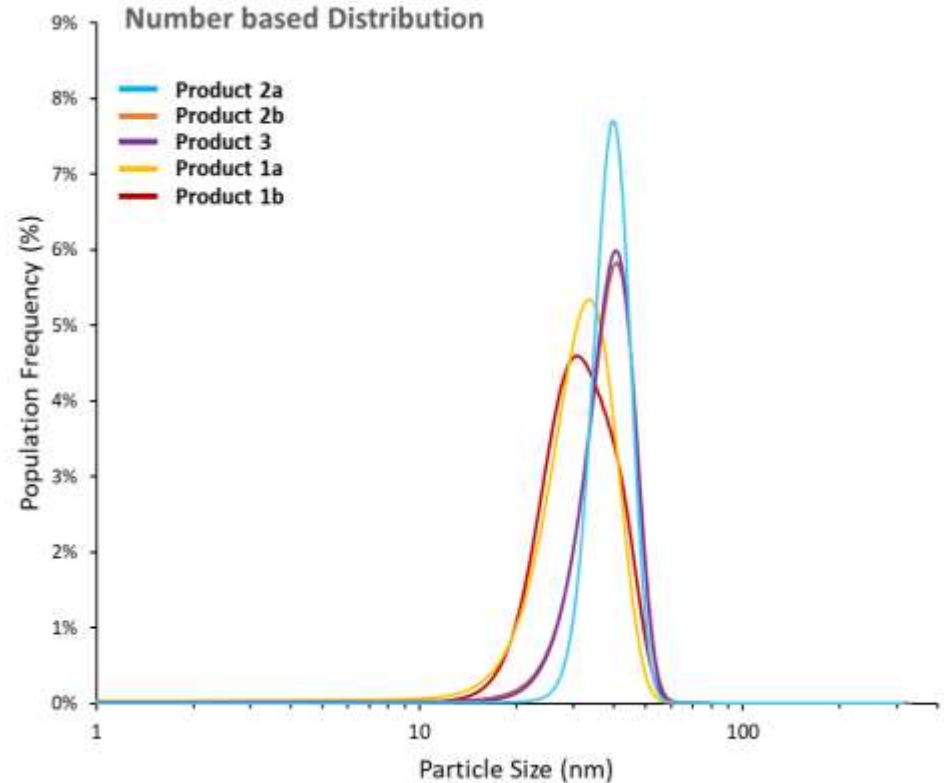 Number based Distribution
9%
8%
7%
6%
5%
4%
3%
2%
1%
0%
Population Frequency (%)
Product 2a
Product 2b
Product 3
Product 1a
Product 1b
1
10
100
Particle Size (nm)